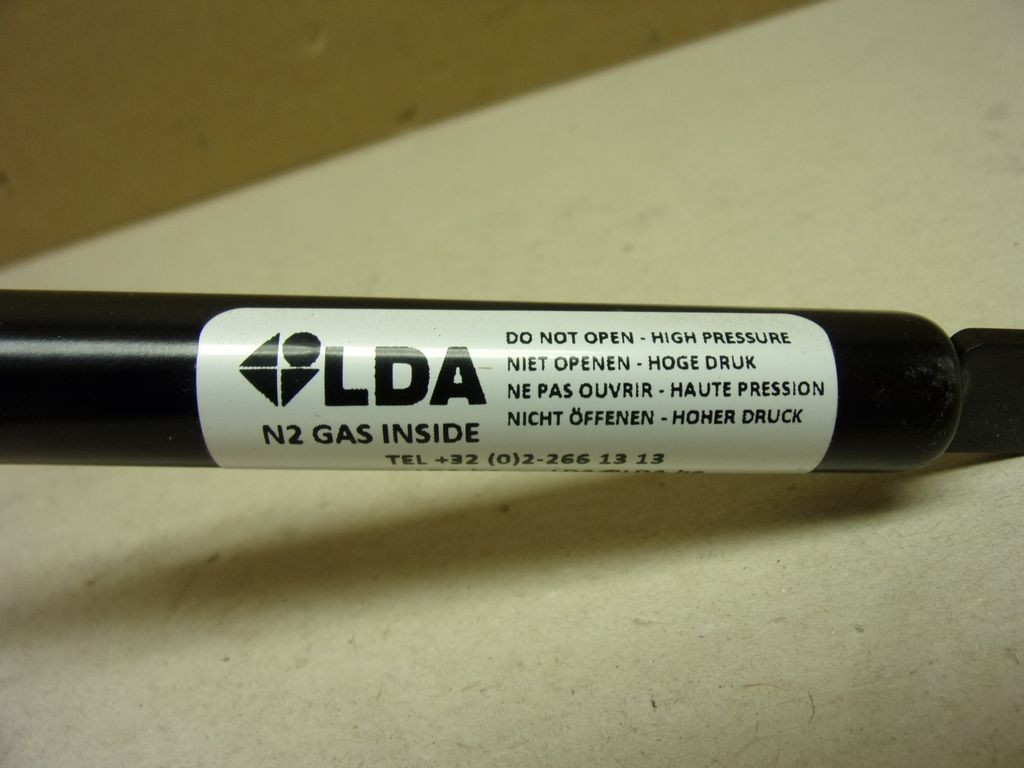 LDA
N2 GAS INSIDE
DO NOT OPEN - HIGH PRESSURE
NIET OPENEN - HOGE DRUK
NE PAS OUVRIR - HAUTE PRESSION
NICHT ÖFFENEN - HOHER DRUCK
TEL +32 (0)2-266 13 13